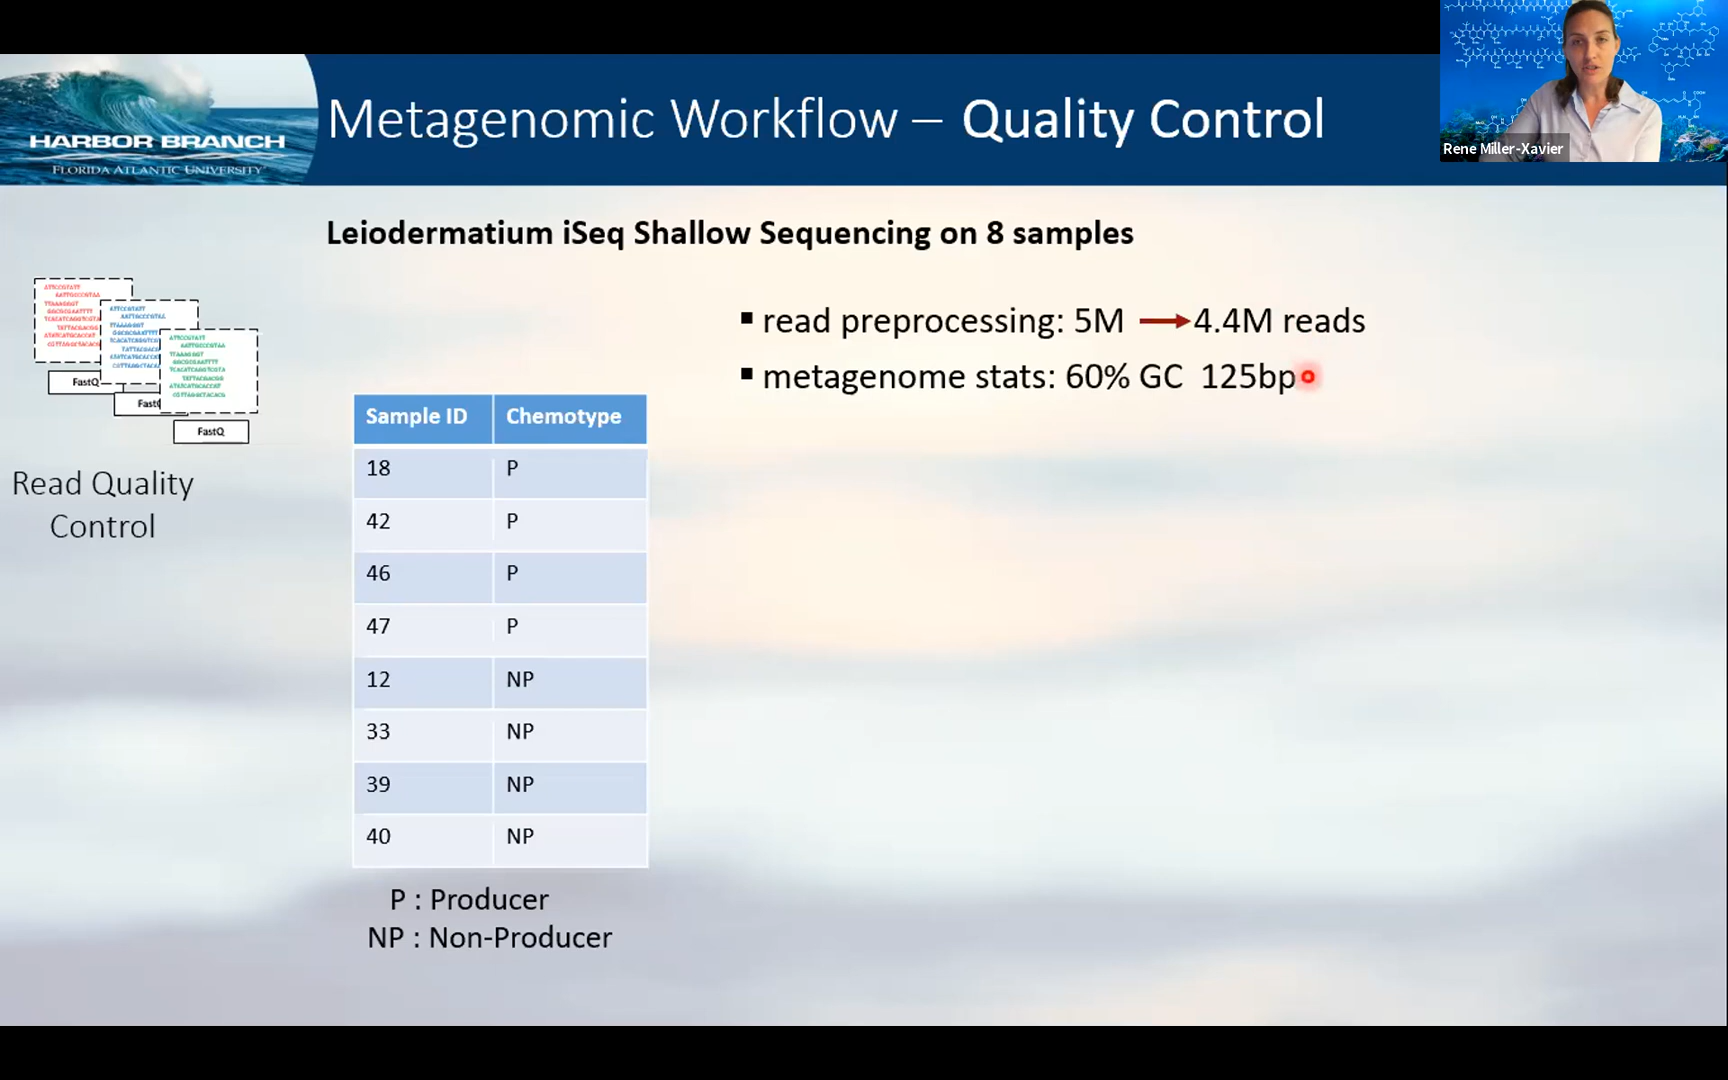 HARBOR BRANCH
FLORIDA ATLANTIC UNIVERSITY
Metagenomic Workflow – Quality Control
Rene Miller-Xavier
Leiodermatium iSeq Shallow Sequencing on 8 samples
FastQ
FastQ
Read Quality
Control
▪ read preprocessing: 5M → 4.4M reads
▪ metagenome stats: 60% GC 125bp
Sample ID Chemotype
18 P
42 P
46 P
47 P
12 NP
33 NP
39 NP
40 NP
P : Producer
NP : Non-Producer